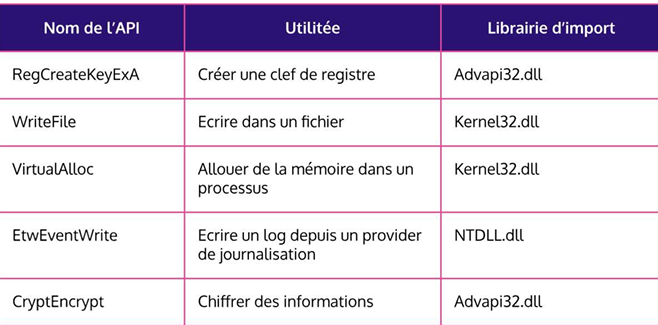 Nom de l'API Utilitée Librairie d'import
RegCreateKeyExA Créer une clef de registre Advapi32.dll
WriteFile Ecrire dans un fichier Kernel32.dll
VirtualAlloc Allouer de la mémoire dans un Kernel32.dll
processus
EtwEventWrite Ecrire un log depuis un provider NTDLL.dll
de journalisation
CryptEncrypt Chiffrer des informations Advapi32.dll